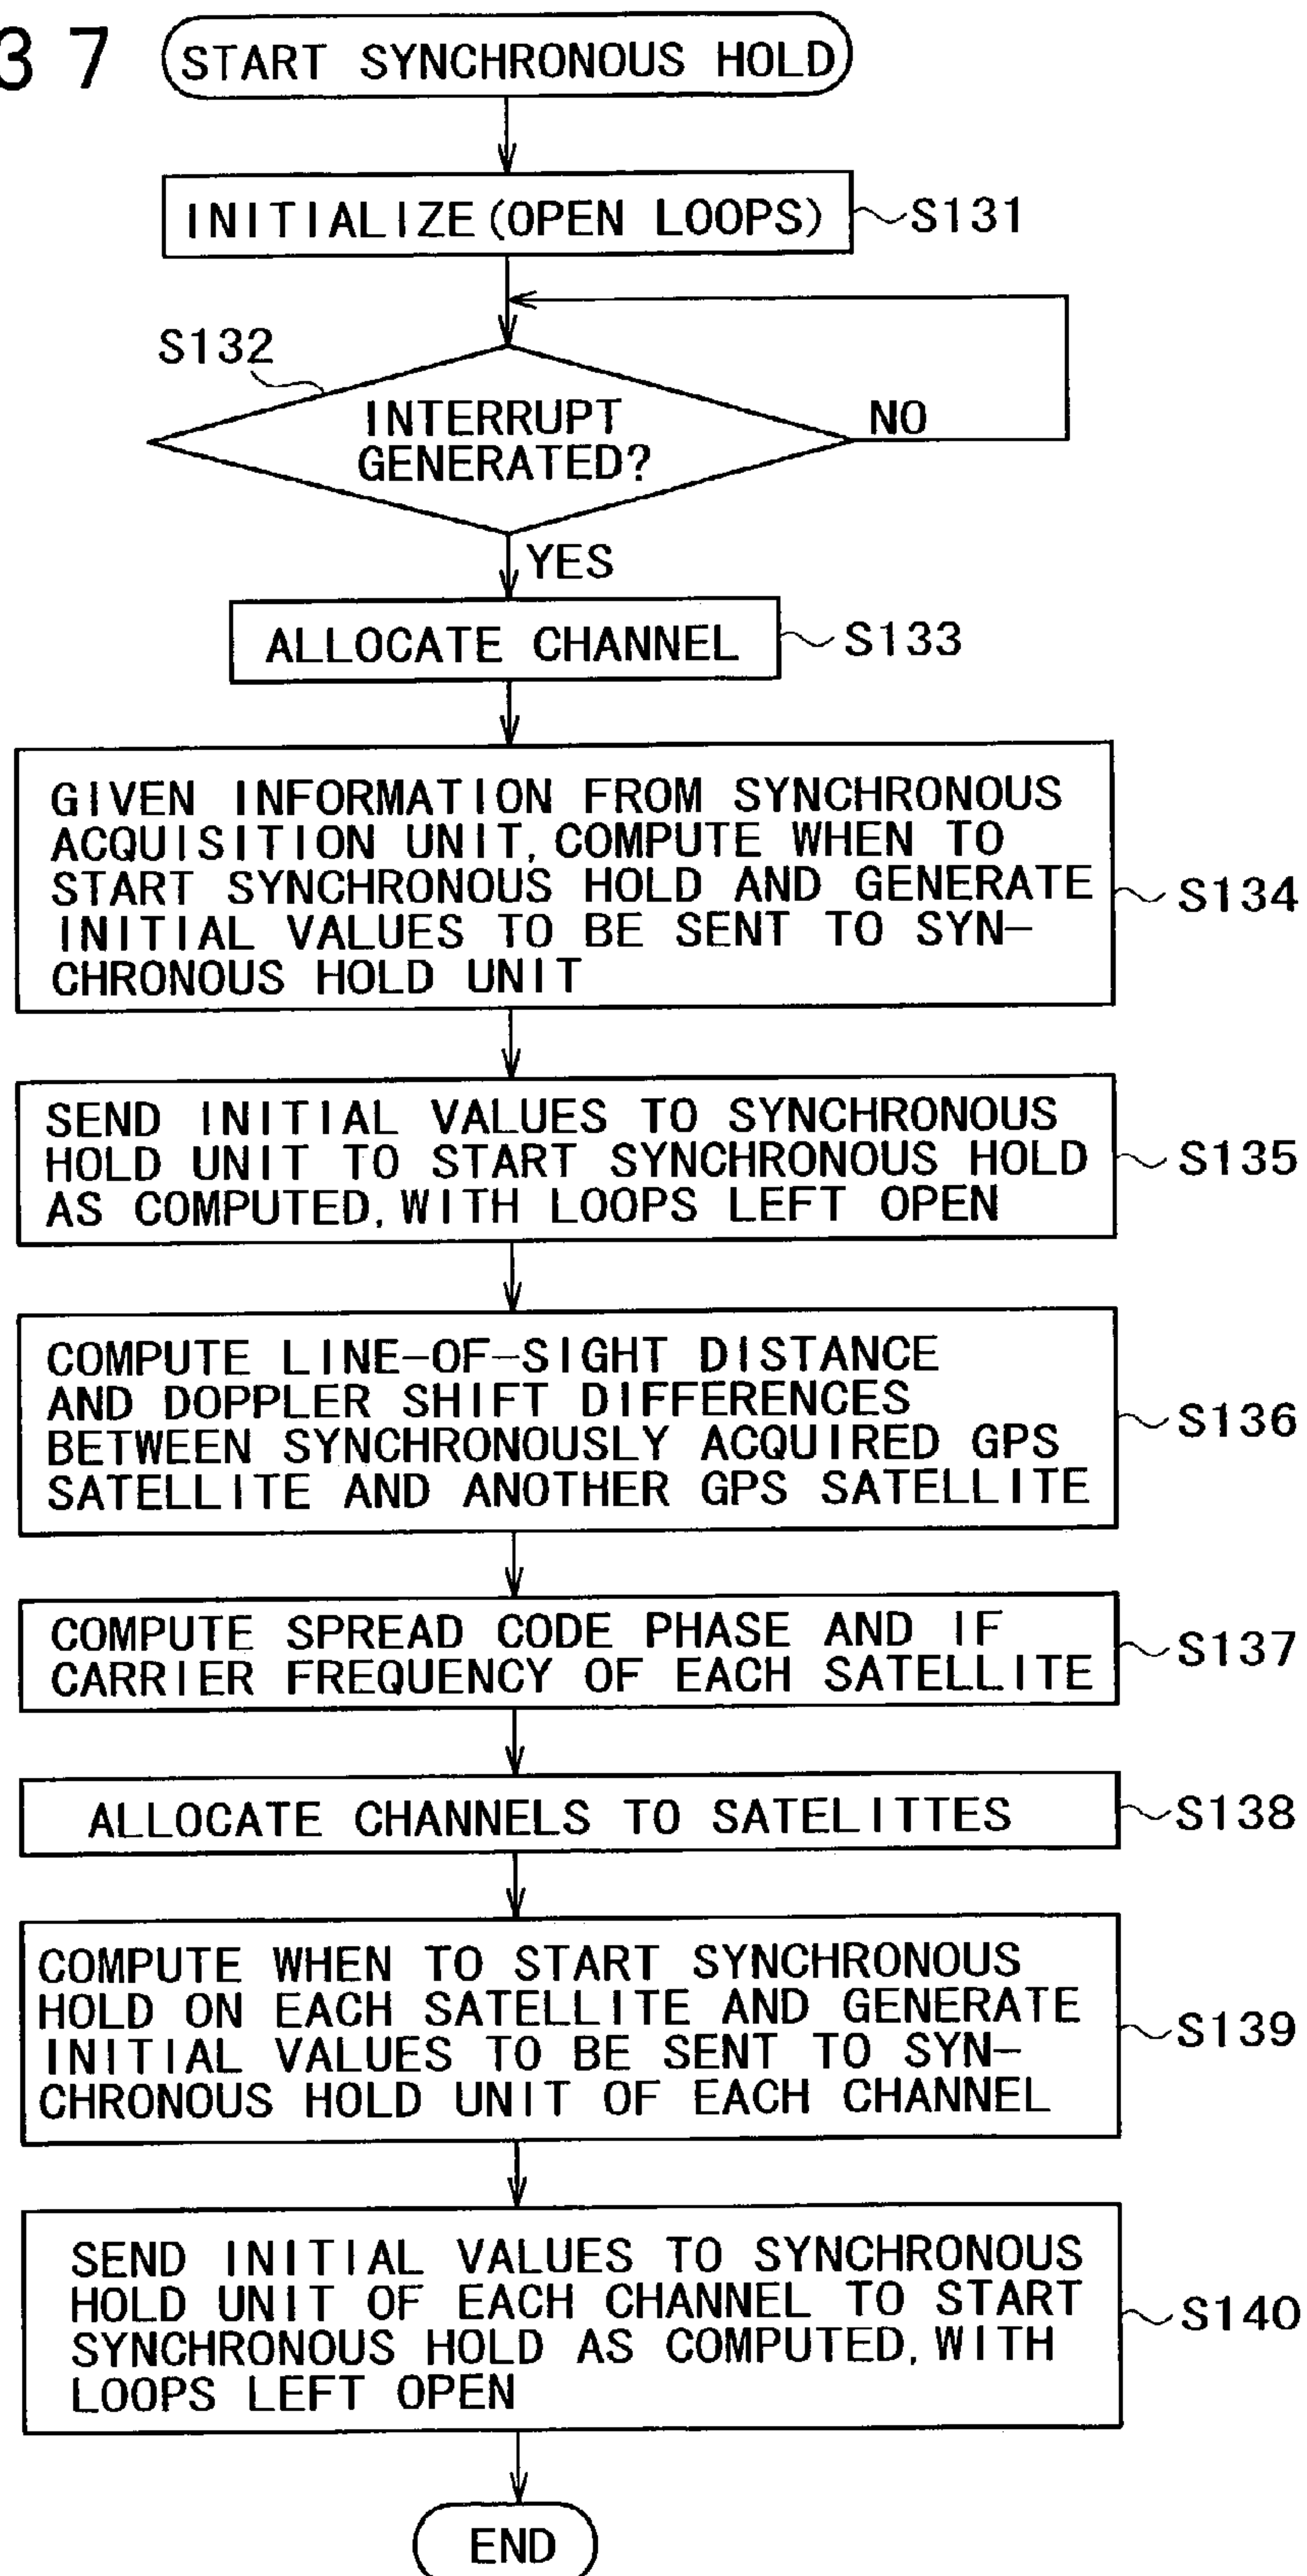 37
START SYNCHRONOUS HOLD
INITIALIZE (OPEN LOOPS)
S131
S132
INTERRUPT
GENERATED?
NO
YES
ALLOCATE CHANNEL
S133
GIVEN INFORMATION FROM SYNCHRONOUS
ACQUISITION UNIT, COMPUTE WHEN TO
START SYNCHRONOUS HOLD AND GENERATE
INITIAL VALUES TO BE SENT TO SYN-
CHRONOUS HOLD UNIT
S134
SEND INITIAL VALUES TO SYNCHRONOUS
HOLD UNIT TO START SYNCHRONOUS HOLD
AS COMPUTED, WITH LOOPS LEFT OPEN
S135
COMPUTE LINE-OF-SIGHT DISTANCE
AND DOPPLER SHIFT DIFFERENCES
BETWEEN SYNCHRONOUSLY ACQUIRED GPS
SATELLITE AND ANOTHER GPS SATELLITE
S136
COMPUTE SPREAD CODE PHASE AND IF
CARRIER FREQUENCY OF EACH SATELLITE
S137
ALLOCATE CHANNELS TO SATELITTES
S138
COMPUTE WHEN TO START SYNCHRONOUS
HOLD ON EACH SATELLITE AND GENERATE
INITIAL VALUES TO BE SENT TO SYN-
CHRONOUS HOLD UNIT OF EACH CHANNEL
S139
SEND INITIAL VALUES TO SYNCHRONOUS
HOLD UNIT OF EACH CHANNEL TO START
SYNCHRONOUS HOLD AS COMPUTED, WITH
LOOPS LEFT OPEN
S140
END